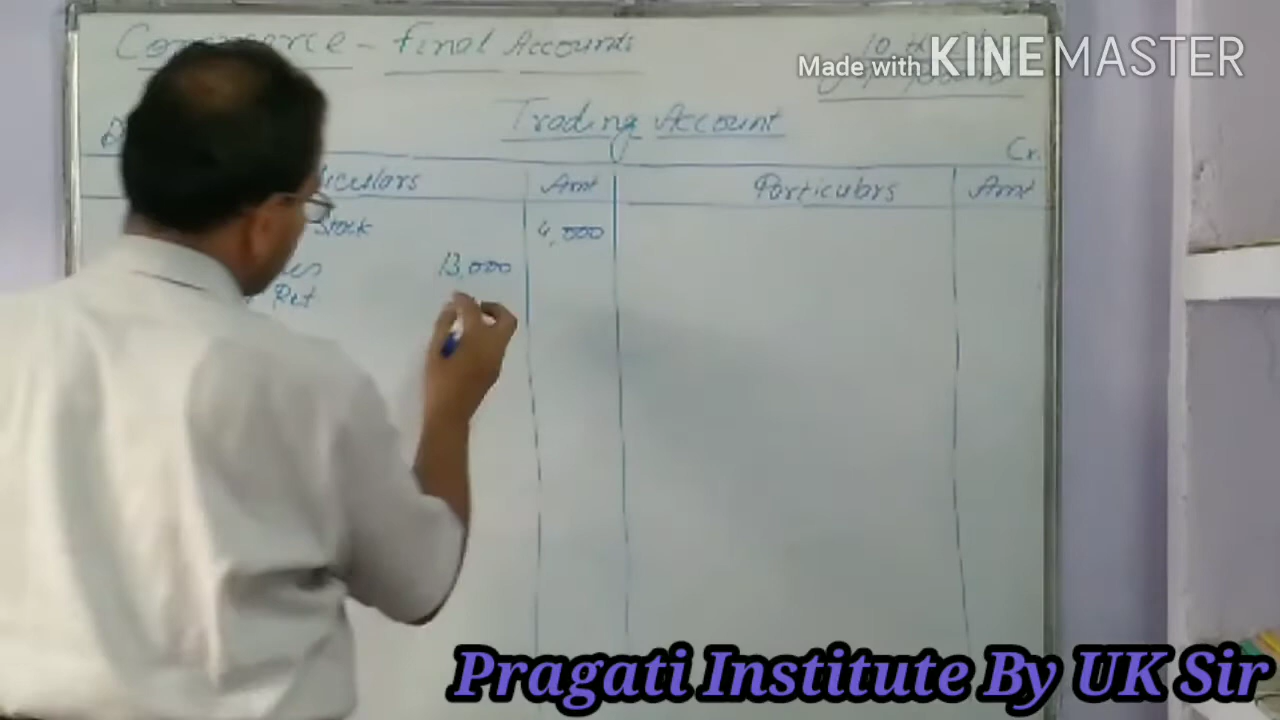 Commerce - Final Accounts
10th
Made with KINEMASTER
Trading Account
Cr.
Amt Particulars Amt
Stock 4,000
13,000
Ret
Pragati Institute By UK Sir